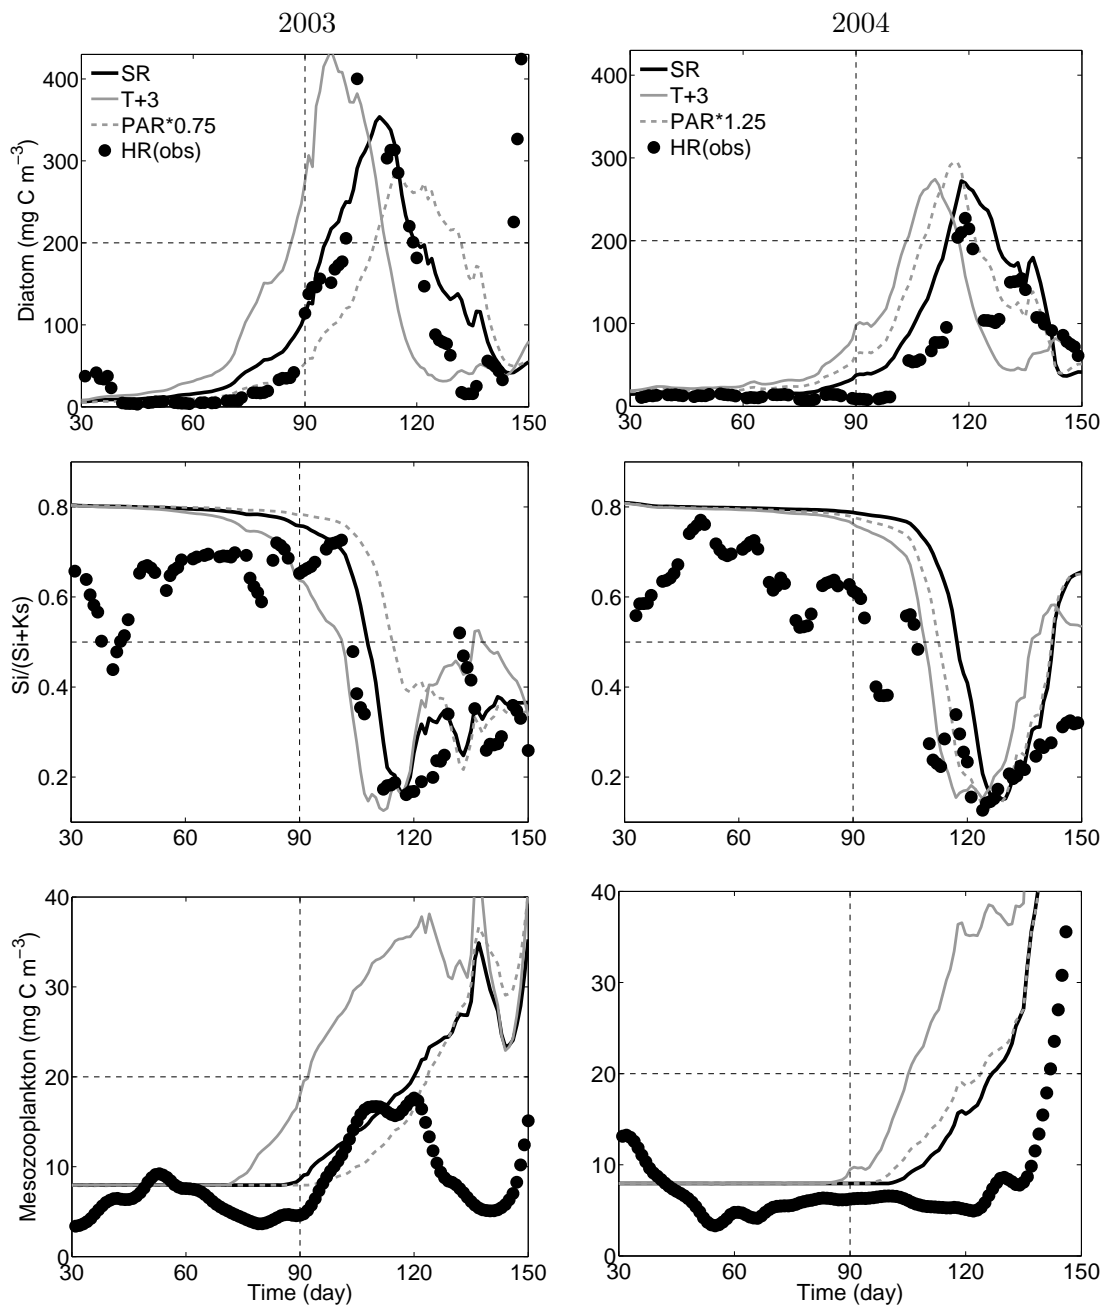 2003 2004
400
300
200
100
0
30 60 90 120 150
Diatom (mg C m−3)
SR
T+3
PAR*0.75
HR(obs)
400
300
200
100
0
30 60 90 120 150
SR
T+3
PAR*1.25
HR(obs)
0.8
0.6
0.4
0.2
30 60 90 120 150
Si/(Si+Ks)
0.8
0.6
0.4
0.2
30 60 90 120 150
40
30
20
10
0
30 60 90 120 150
Mesozooplankton (mg C m−3)
Time (day)
40
30
20
10
0
30 60 90 120 150
Time (day)